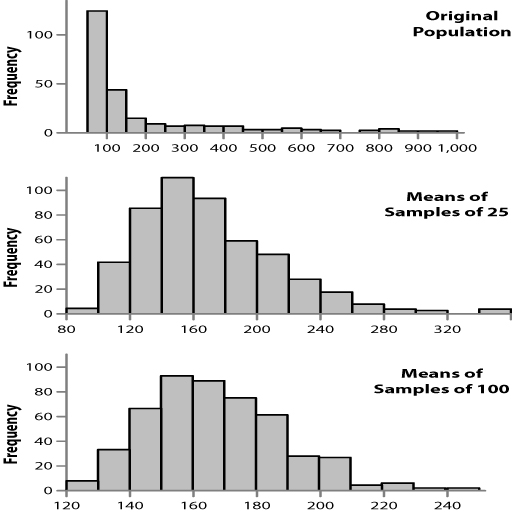 Original
Population
Frequency
100
50
0
100 200 300 400 500 600 700 800 900 1,000
Means of
Samples of 25
Frequency
100
80
60
40
20
0
80 120 160 200 240 280 320
Means of
Samples of 100
Frequency
100
80
60
40
20
0
120 140 160 180 200 220 240